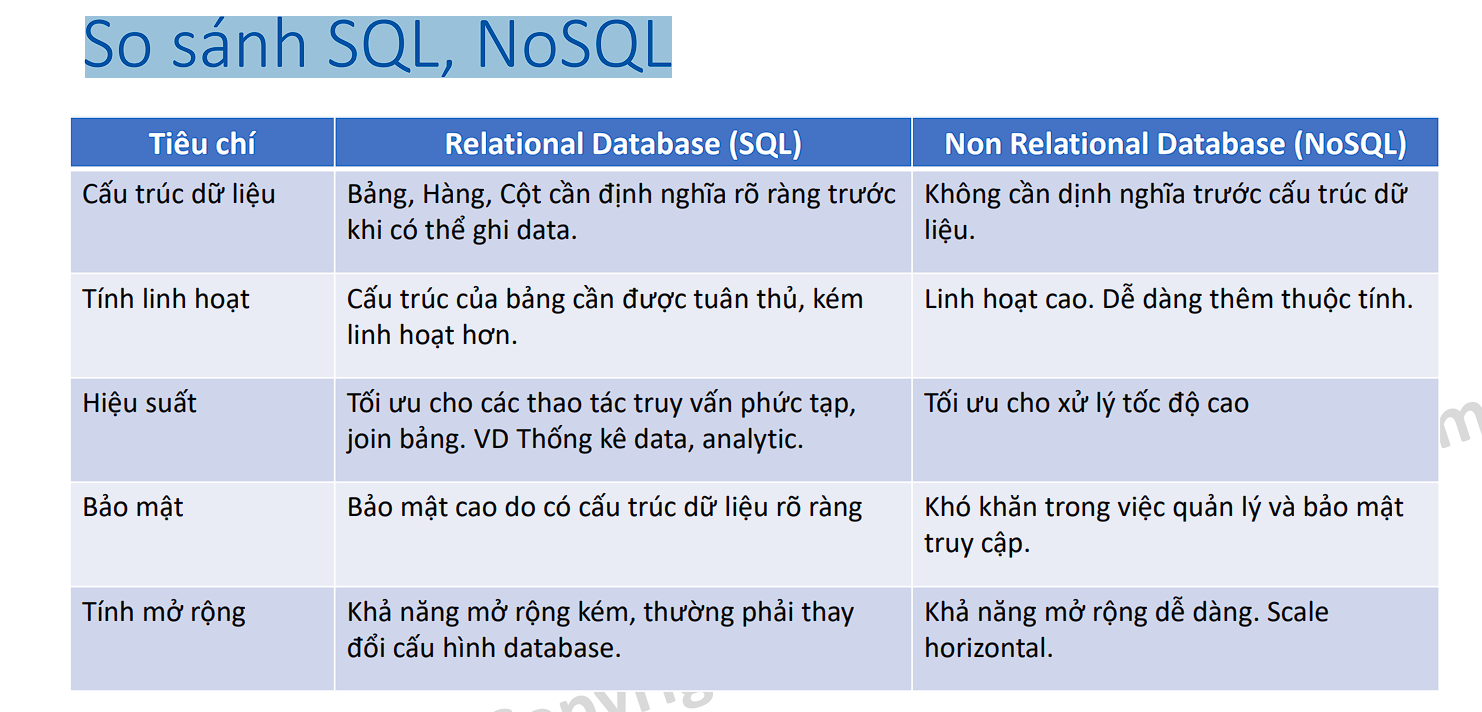 So sánh SQL, NoSQL
Tiêu chí
Relational Database (SQL)
Non Relational Database (NoSQL)
Cấu trúc dữ liệu
Bảng, Hàng, Cột cần định nghĩa rõ ràng trước
khi có thể ghi data.
Không cần dịnh nghĩa trước cấu trúc dữ
liệu.
Tính linh hoạt
Cấu trúc của bảng cần được tuân thủ, kém
linh hoạt hơn.
Linh hoạt cao. Dễ dàng thêm thuộc tính.
Hiệu suất
Tối ưu cho các thao tác truy vấn phức tạp,
join bảng. VD Thống kê data, analytic.
Tối ưu cho xử lý tốc độ cao
Bảo mật
Bảo mật cao do có cấu trúc dữ liệu rõ ràng
Khó khăn trong việc quản lý và bảo mật
truy cập.
Tính mở rộng
Khả năng mở rộng kém, thường phải thay
đổi cấu hình database.
Khả năng mở rộng dễ dàng. Scale
horizontal.